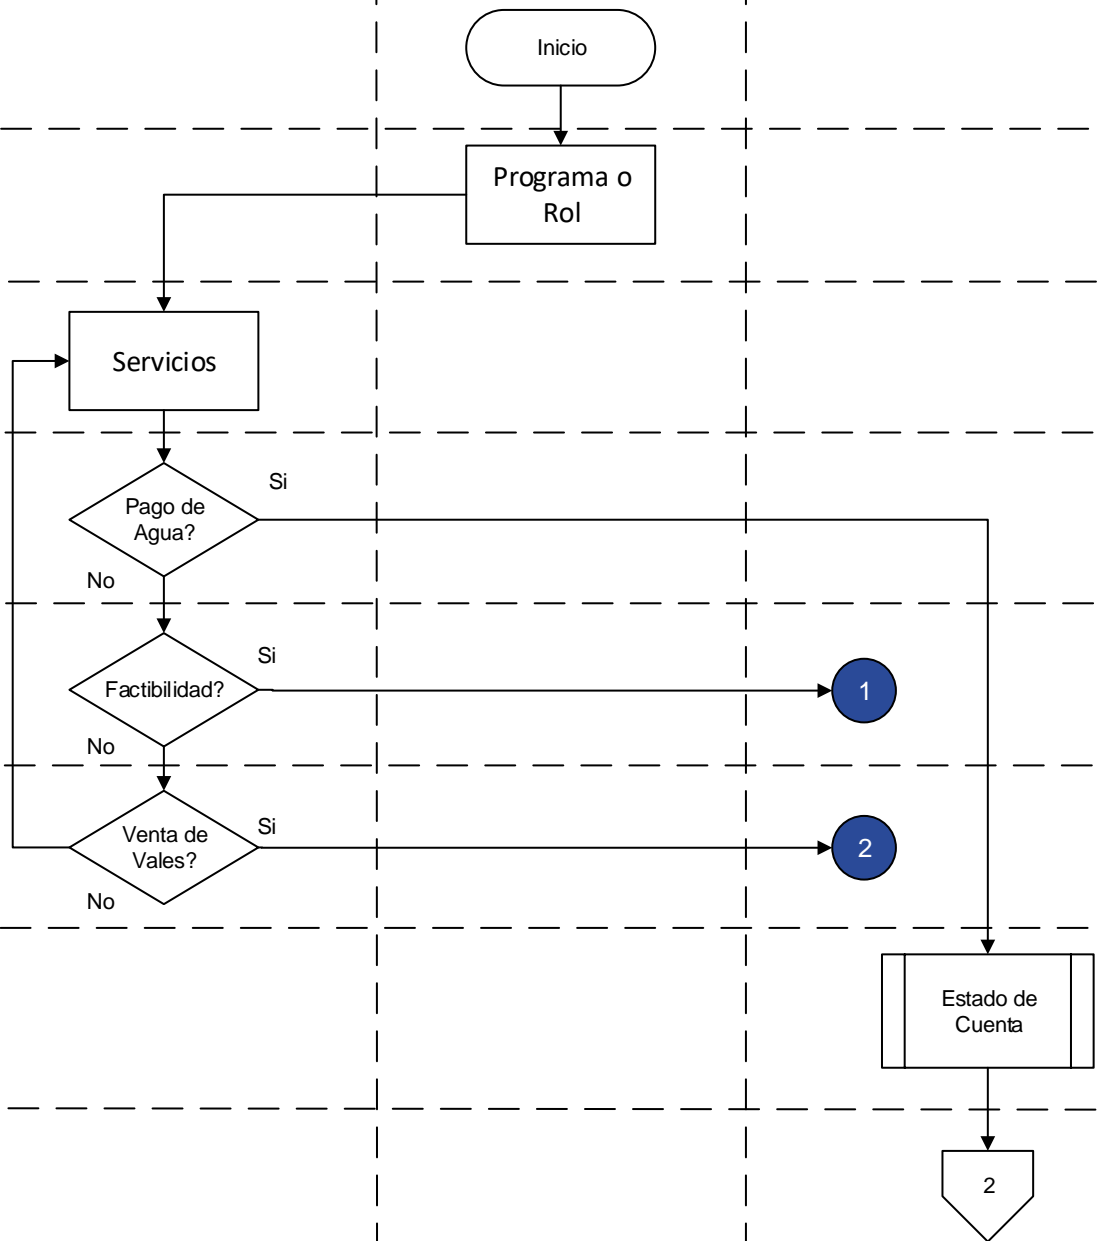 Inicio
Programa o
Rol
Servicios
Si
Pago de
Agua?
No
Si
Factibilidad?
1
No
Si
Venta de
Vales?
2
No
Estado de
Cuenta
2